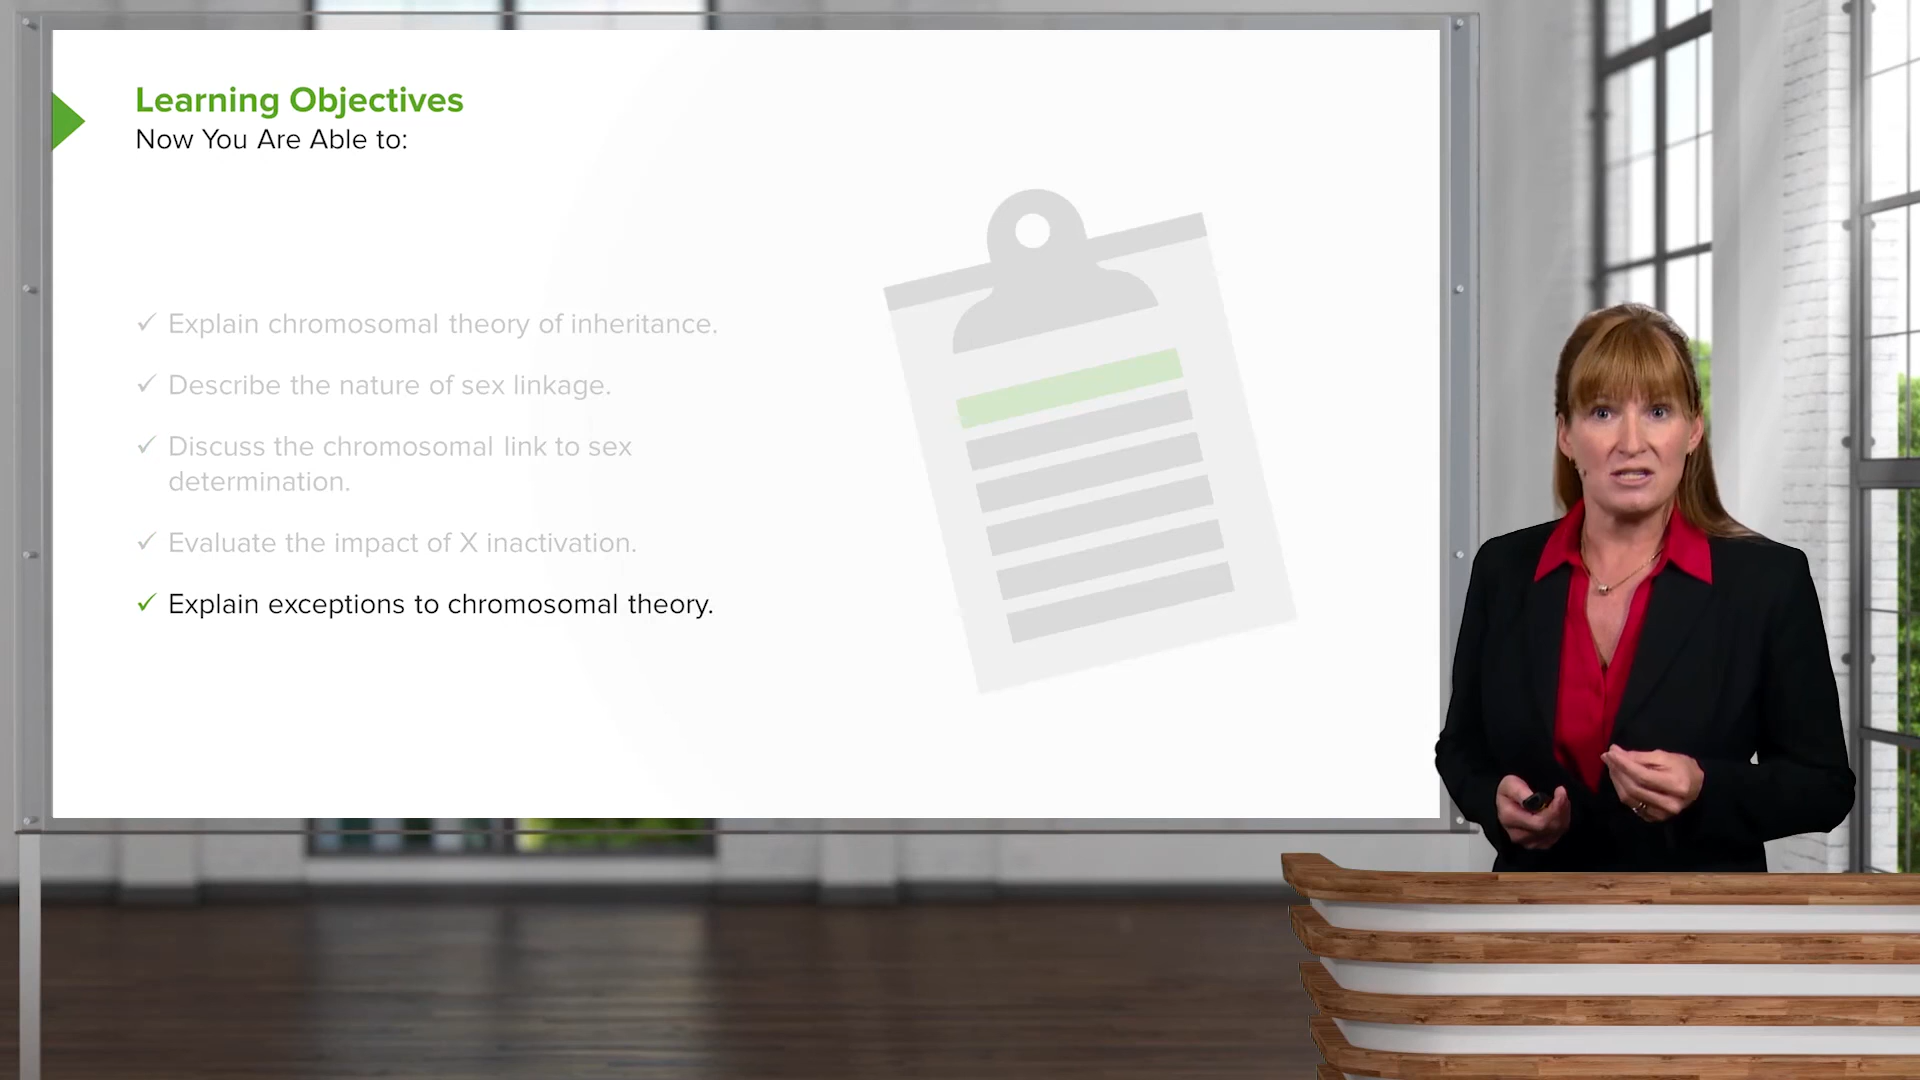 Learning Objectives
Now You Are Able to:
✓ Explain chromosomal theory of inheritance.
✓ Describe the nature of sex linkage.
✓ Discuss the chromosomal link to sex
determination.
✓ Evaluate the impact of X inactivation.
✓ Explain exceptions to chromosomal theory.